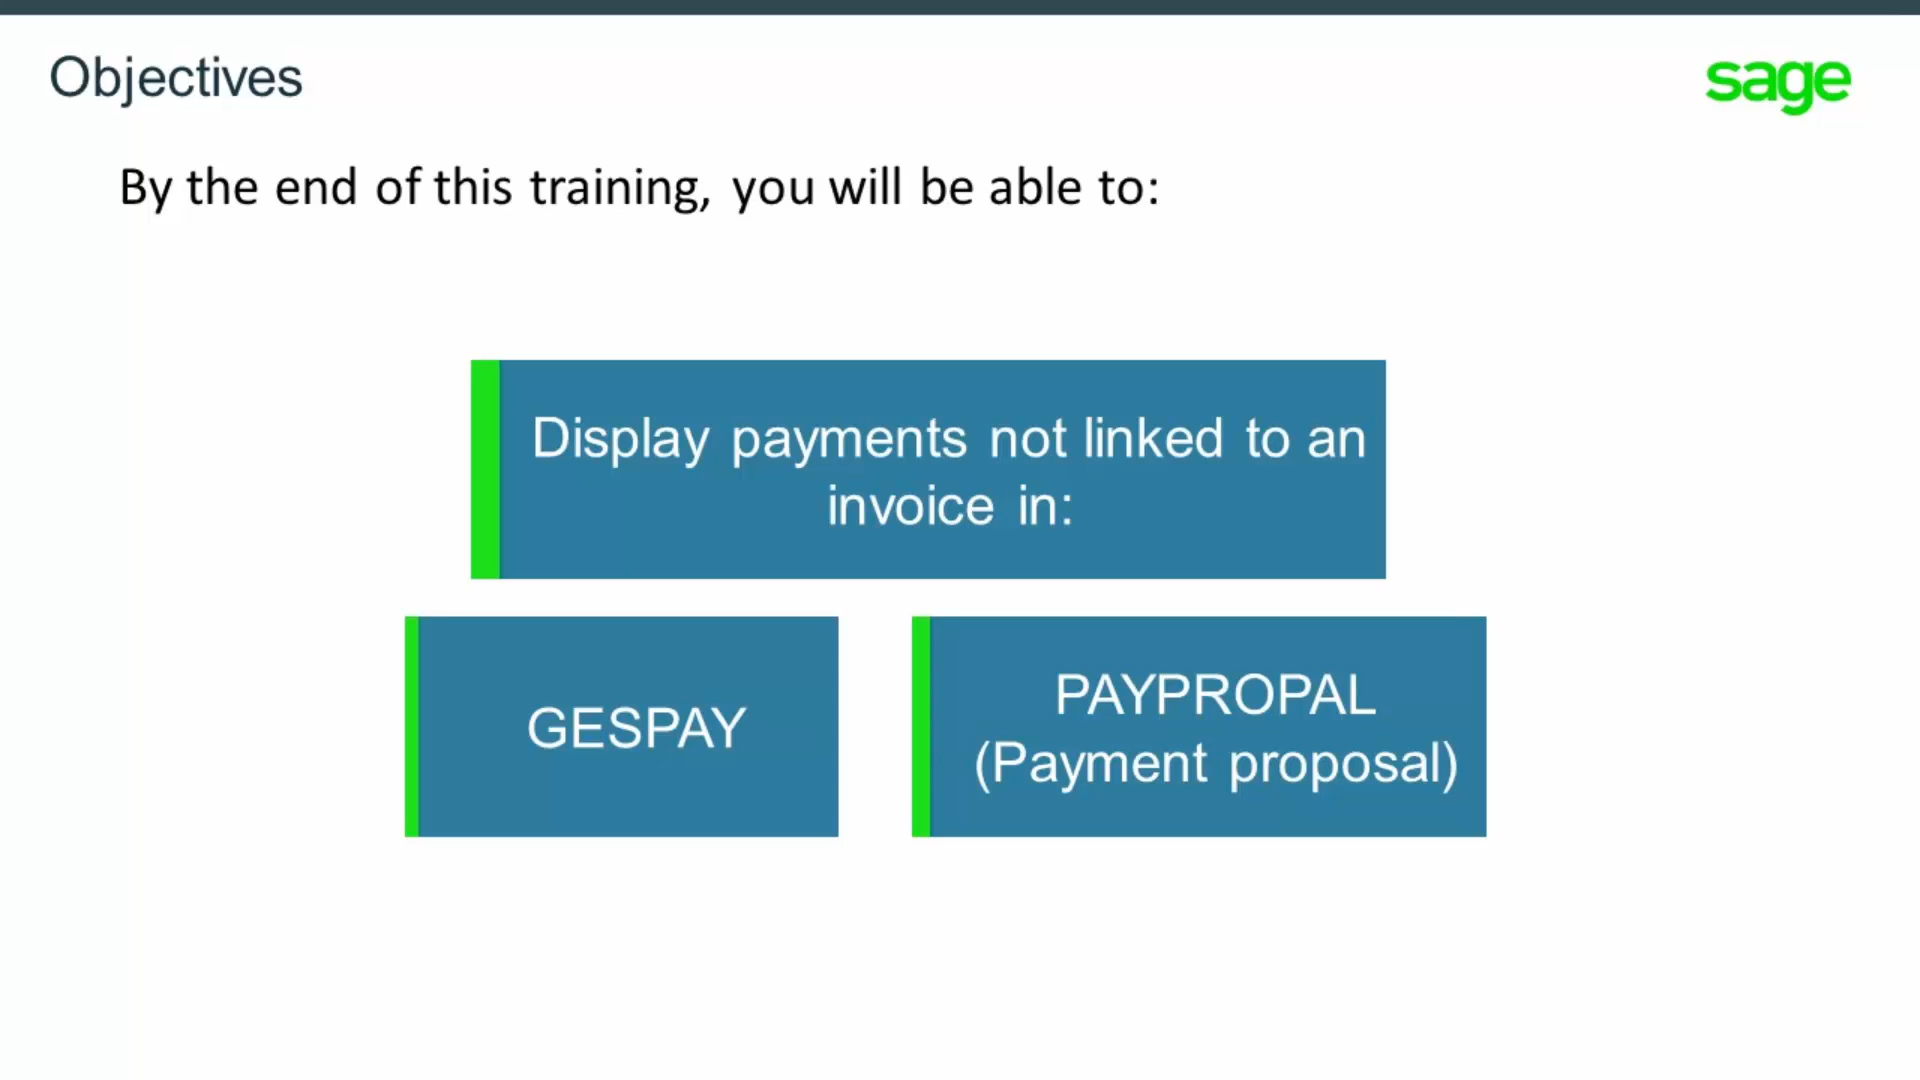 Objectives
sage
By the end of this training, you will be able to:
Display payments not linked to an
invoice in:
GESPAY
PAYPROPAL
(Payment proposal)